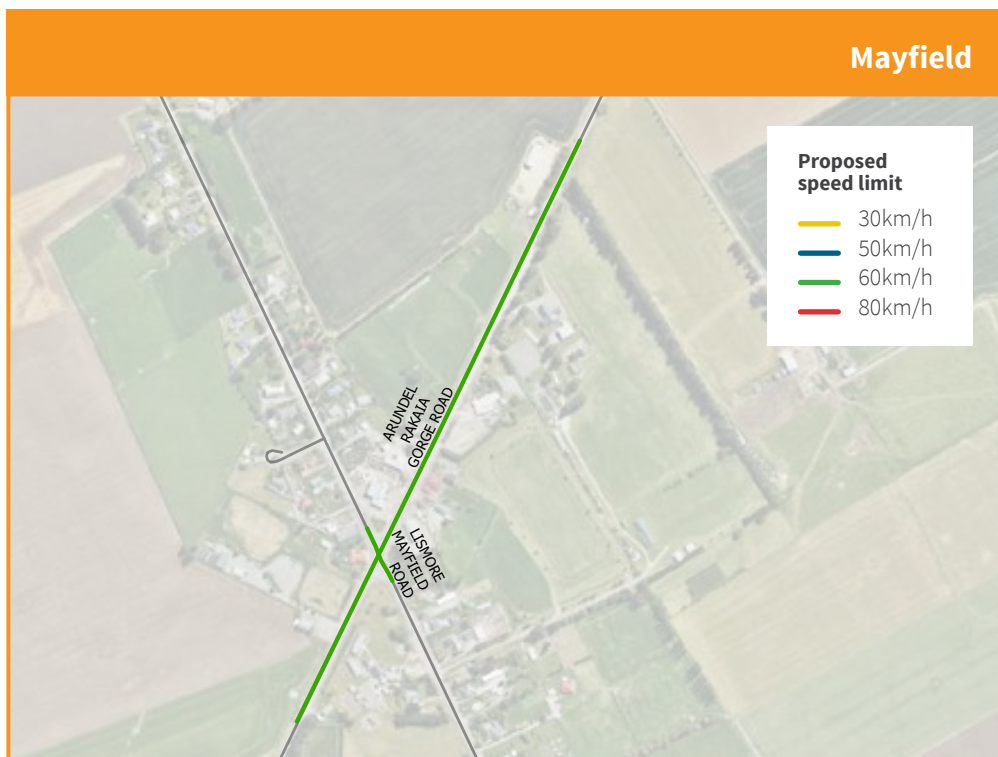 Mayfield
Proposed
speed limit
30km/h
50km/h
60km/h
80km/h
ARUNDEL
RAKAIA
GORGE ROAD
LISMORE
MAYFIELD
ROAD